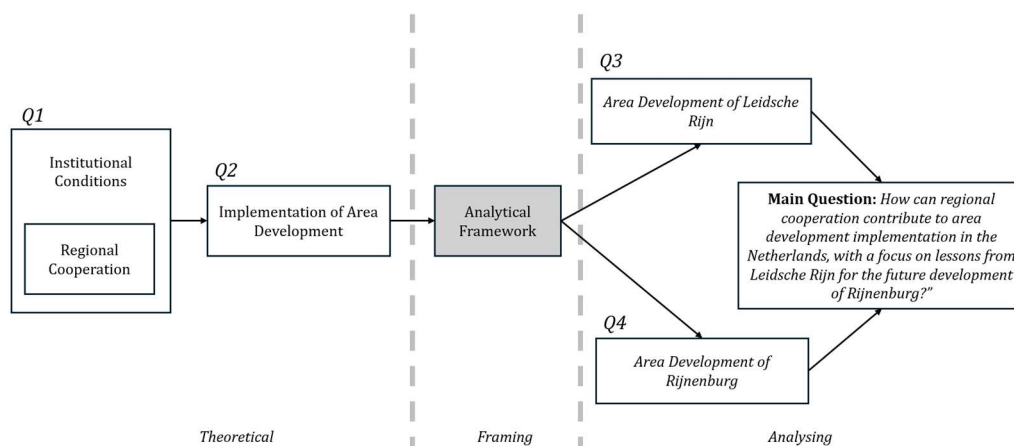 Q1
Institutional
Conditions
Regional
Cooperation
Q2
Implementation of Area
Development
Analytical
Framework
Q3
Area Development of Leidsche
Rijn
Q4
Area Development of
Rijnenburg
Main Question: How can regional
cooperation contribute to area
development implementation in the
Netherlands, with a focus on lessons from
Leidsche Rijn for the future development
of Rijnenburg?”
Theoretical
Framing
Analysing